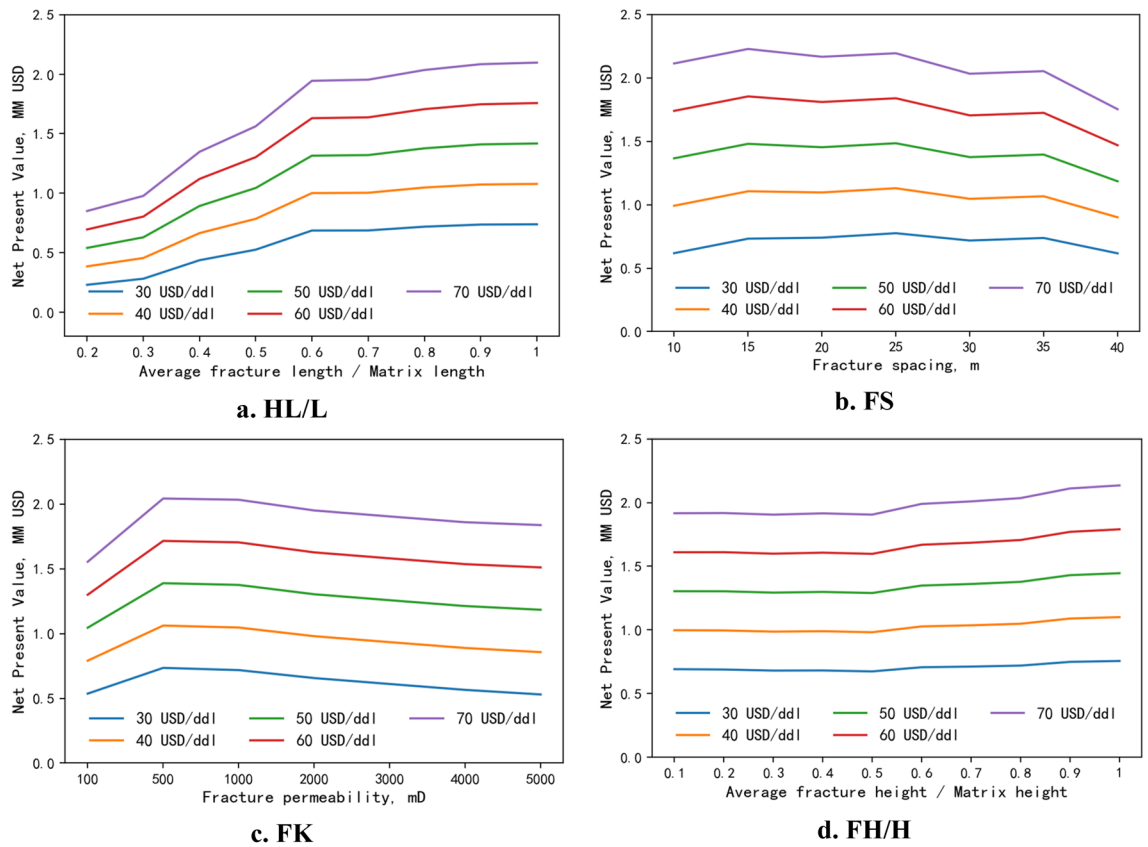 2.5
2.0
1.5
1.0
0.5
0.0
Net Present Value, MM USD
30 USD/ddl 50 USD/ddl 70 USD/ddl
40 USD/ddl 60 USD/ddl
0.2 0.3 0.4 0.5 0.6 0.7 0.8 0.9 1
Average fracture length / Matrix length
a. HL/L
2.5
2.0
1.5
1.0
0.5
0.0
Net Present Value, MM USD
30 USD/ddl 50 USD/ddl 70 USD/ddl
40 USD/ddl 60 USD/ddl
10 15 20 25 30 35 40
Fracture spacing, m
b. FS
2.5
2.0
1.5
1.0
0.5
0.0
Net Present Value, MM USD
30 USD/ddl 50 USD/ddl 70 USD/ddl
40 USD/ddl 60 USD/ddl
100 500 1000 2000 3000 4000 5000
Fracture permeability, mD
c. FK
2.5
2.0
1.5
1.0
0.5
0.0
Net Present Value, MM USD
30 USD/ddl 50 USD/ddl 70 USD/ddl
40 USD/ddl 60 USD/ddl
0.1 0.2 0.3 0.4 0.5 0.6 0.7 0.8 0.9 1
Average fracture height / Matrix height
d. FH/H